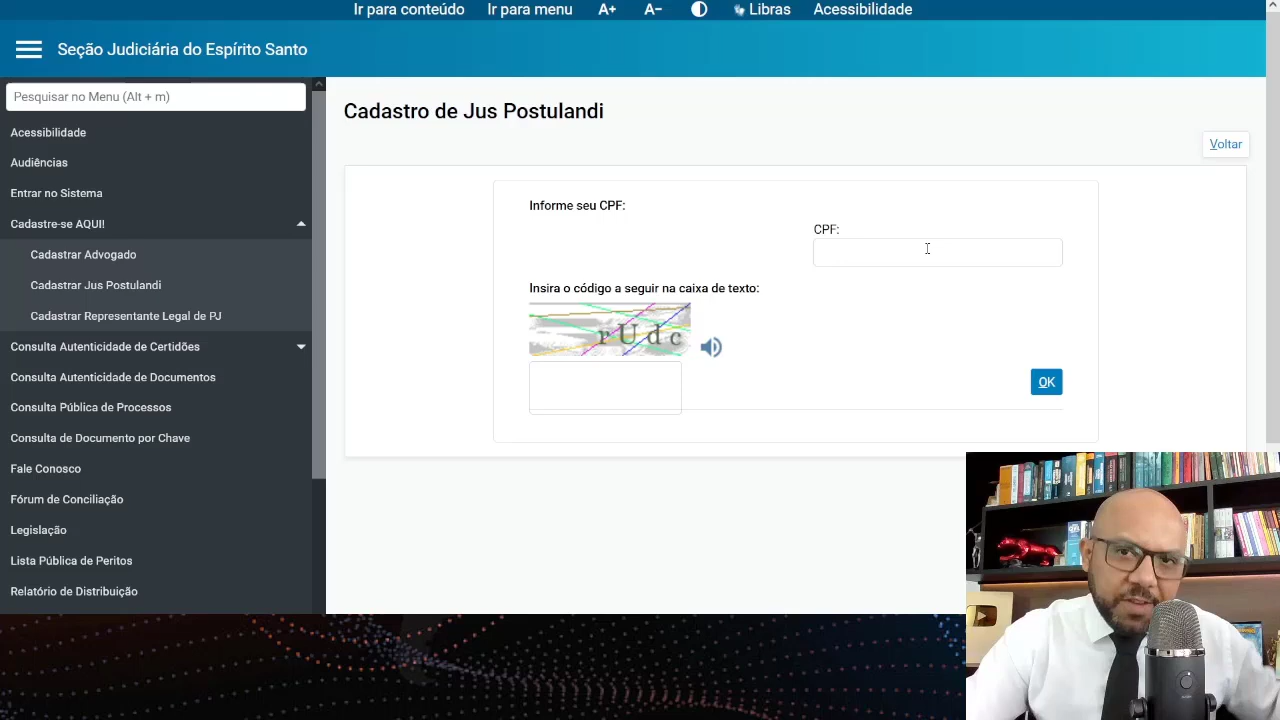 Ir para conteúdo Ir para menu A+ A− Libras Acessibilidade
Seção Judiciária do Espírito Santo
Pesquisar no Menu (Alt + m)
Acessibilidade
Audiências
Entrar no Sistema
Cadastre-se AQUI!
Cadastrar Advogado
Cadastrar Jus Postulandi
Cadastrar Representante Legal de PJ
Consulta Autenticidade de Certidões
Consulta Autenticidade de Documentos
Consulta Pública de Processos
Consulta de Documento por Chave
Fale Conosco
Fórum de Conciliação
Legislação
Lista Pública de Peritos
Relatório de Distribuição
Cadastro de Jus Postulandi
Voltar
Informe seu CPF:
CPF:
Insira o código a seguir na caixa de texto:
rUdc
OK